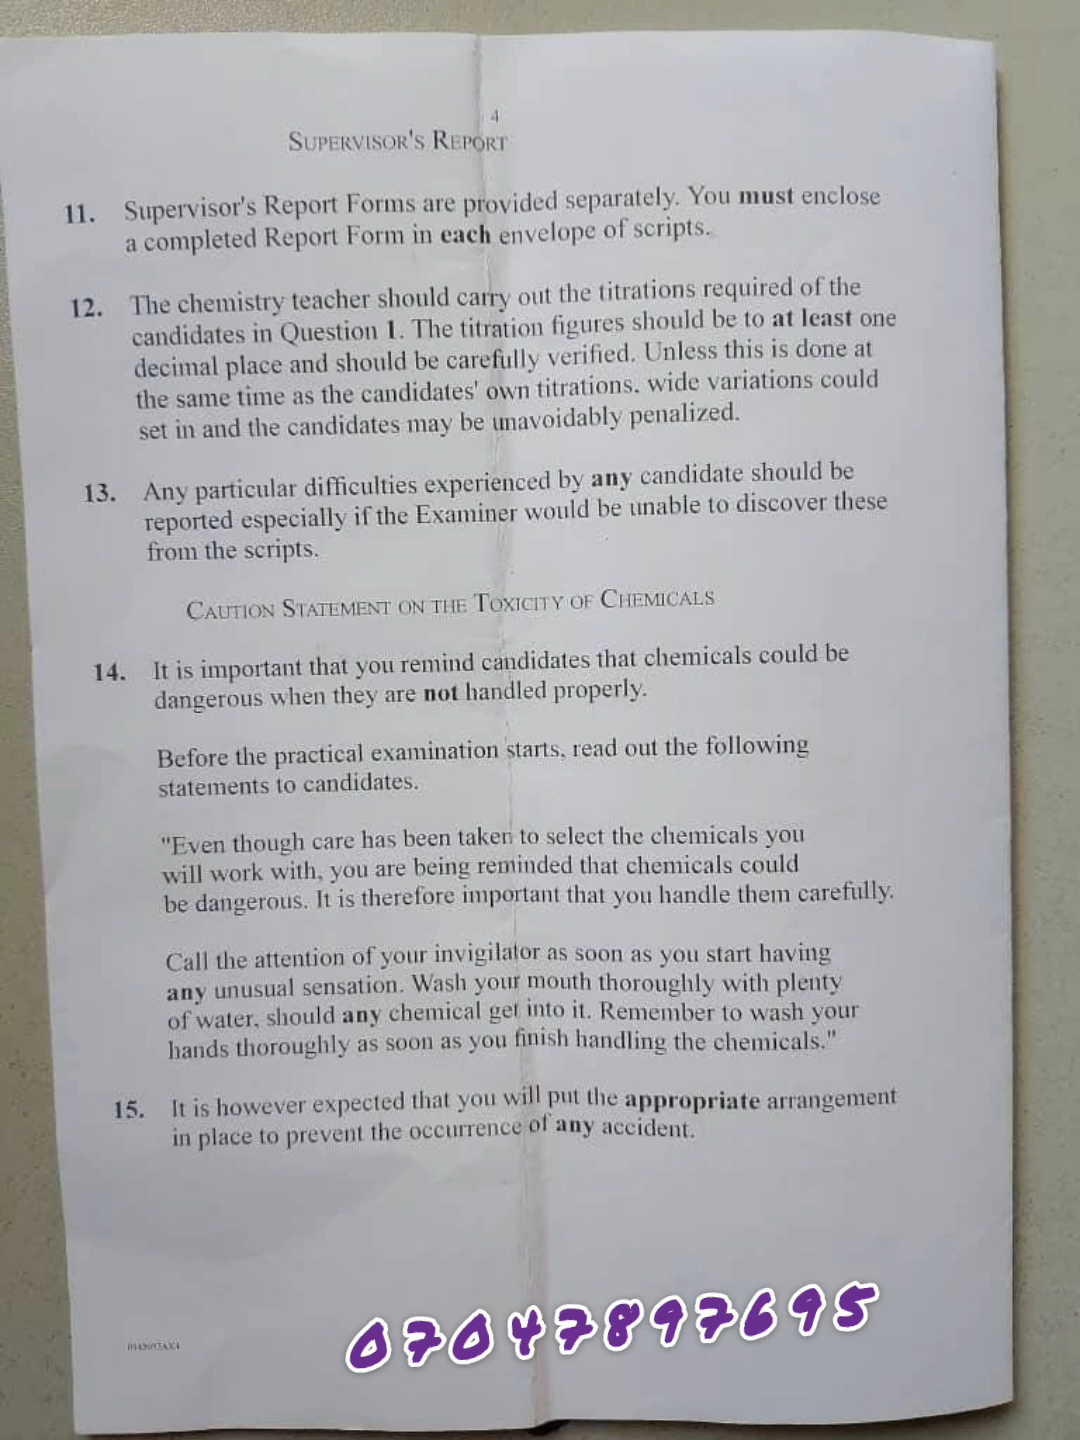 4
SUPERVISOR'S REPORT
11. Supervisor's Report Forms are provided separately. You must enclose
a completed Report Form in each envelope of scripts.
12. The chemistry teacher should carry out the titrations required of the
candidates in Question 1. The titration figures should be to at least one
decimal place and should be carefully verified. Unless this is done at
the same time as the candidates' own titrations, wide variations could
set in and the candidates may be unavoidably penalized.
13. Any particular difficulties experienced by any candidate should be
reported especially if the Examiner would be unable to discover these
from the scripts.
CAUTION STATEMENT ON THE TOXICITY OF CHEMICALS
14. It is important that you remind candidates that chemicals could be
dangerous when they are not handled properly.
Before the practical examination starts, read out the following
statements to candidates.
"Even though care has been taken to select the chemicals you
will work with, you are being reminded that chemicals could
be dangerous. It is therefore important that you handle them carefully.
Call the attention of your invigilator as soon as you start having
any unusual sensation. Wash your mouth thoroughly with plenty
of water, should any chemical get into it. Remember to wash your
hands thoroughly as soon as you finish handling the chemicals."
15. It is however expected that you will put the appropriate arrangement
in place to prevent the occurrence of any accident.
07047897695